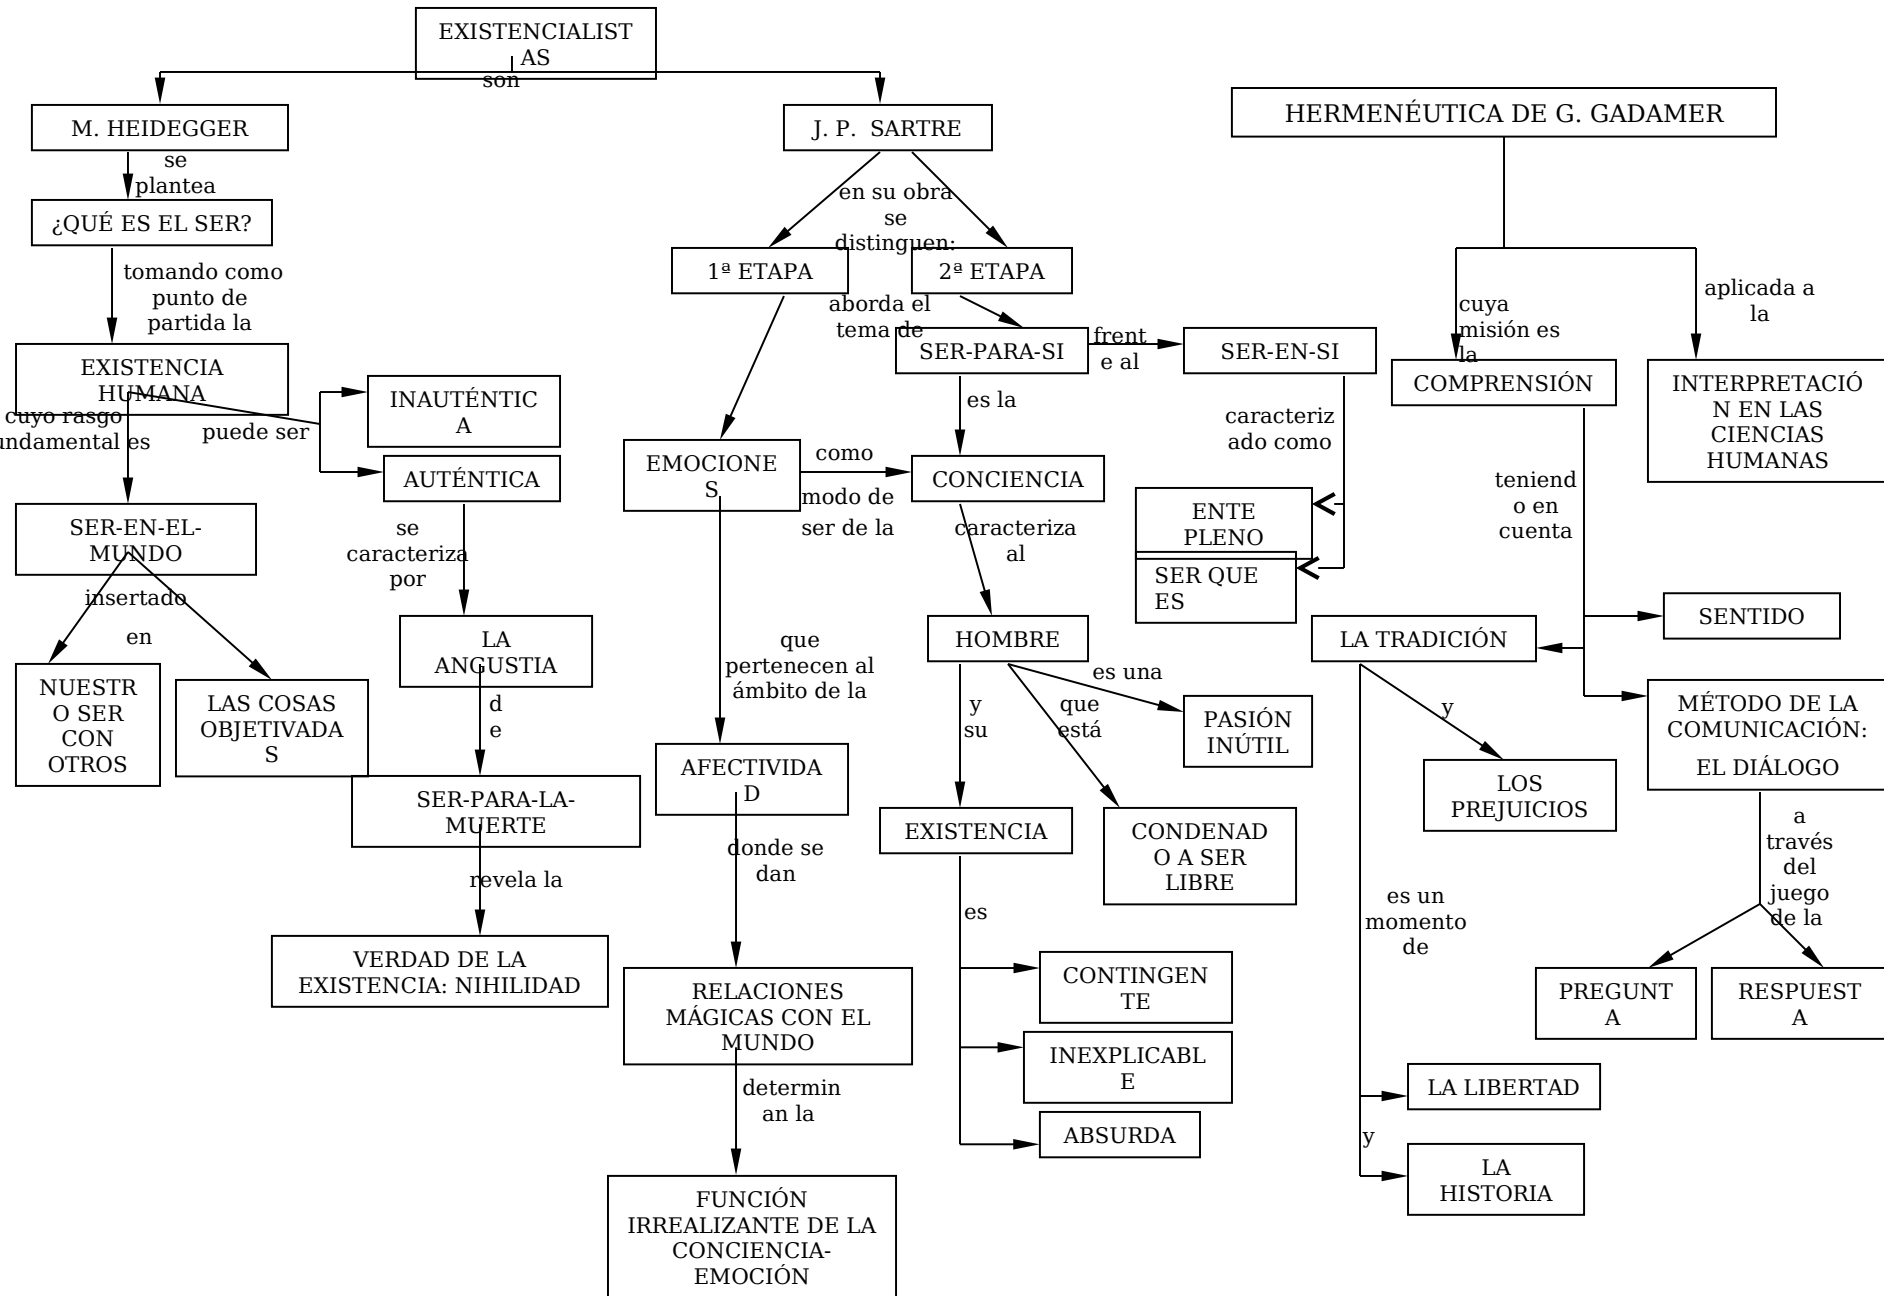 EXISTENCIALIST
AS
son
M. HEIDEGGER
se
plantea
¿QUÉ ES EL SER?
tomando como
punto de
partida la
EXISTENCIA
HUMANA
cuyo rasgo
undamental es
puede ser
INAUTÉNTIC
A
AUTÉNTICA
SER-EN-EL-
MUNDO
insertado
en
NUESTR
O SER
CON
OTROS
LAS COSAS
OBJETIVADA
S
se
caracteriza
por
LA
ANGUSTIA
d
e
SER-PARA-LA-
MUERTE
revela la
VERDAD DE LA
EXISTENCIA: NIHILIDAD
J. P. SARTRE
en su obra
se
distinguen:
1ª ETAPA
2ª ETAPA
aborda el
tema de
SER-PARA-SI
frent
e al
SER-EN-SI
es la
caracteriz
ado como
EMOCIONE
S
como
modo de
ser de la
CONCIENCIA
ENTE
PLENO
SER QUE
ES
caracteriza
al
HOMBRE
que
pertenecen al
ámbito de la
y
su
que
está
es una
PASIÓN
INÚTIL
AFECTIVIDA
D
EXISTENCIA
CONDENAD
O A SER
LIBRE
donde se
dan
es
RELACIONES
MÁGICAS CON EL
MUNDO
CONTINGEN
TE
INEXPLICABL
E
ABSURDA
determin
an la
FUNCIÓN
IRREALIZANTE DE LA
CONCIENCIA-
EMOCIÓN
HERMENÉUTICA DE G. GADAMER
cuya
misión es
la
aplicada a
la
COMPRENSIÓN
INTERPRETACIÓ
N EN LAS
CIENCIAS
HUMANAS
teniend
o en
cuenta
SENTIDO
LA TRADICIÓN
MÉTODO DE LA
COMUNICACIÓN:
EL DIÁLOGO
y
LOS
PREJUICIOS
a
través
del
juego
de la
es un
momento
de
PREGUNT
A
RESPUEST
A
LA LIBERTAD
y
LA
HISTORIA